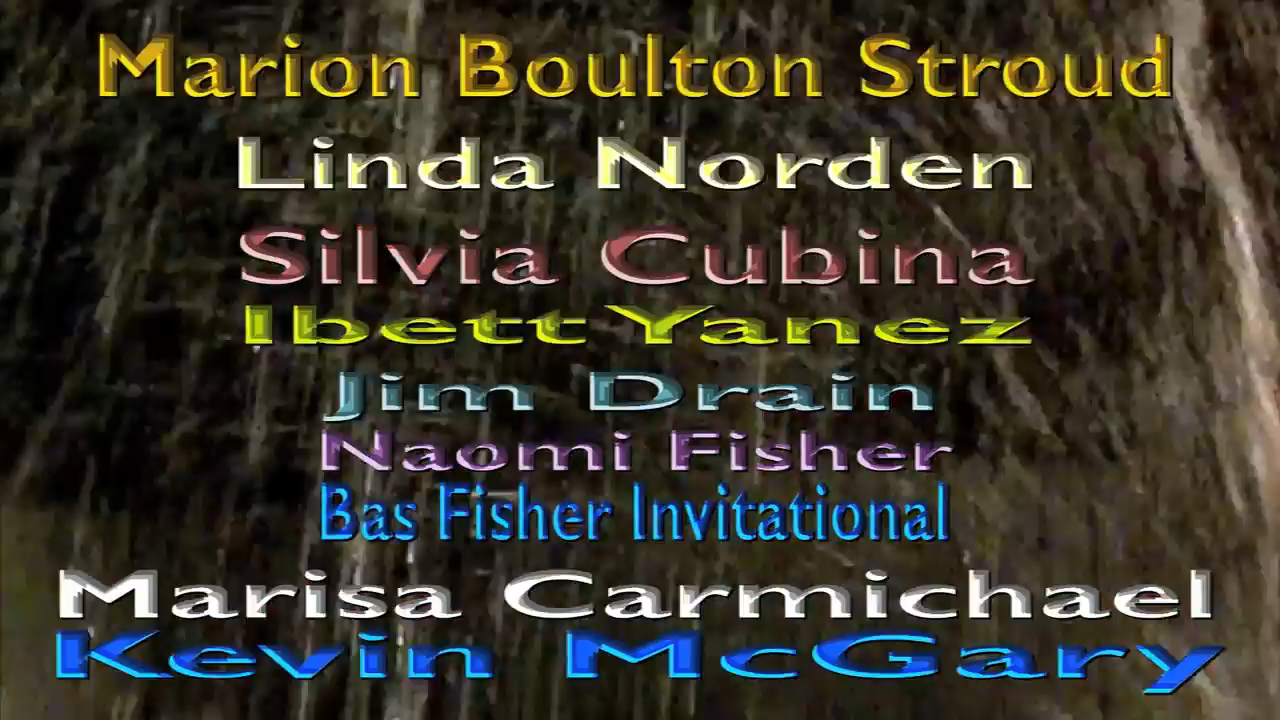 Marion Boulton Stroud
Linda Norden
Silvia Cubina
Ibett Yanez
Jim Drain
Naomi Fisher
Bas Fisher Invitational
Marisa Carmichael
Kevin McGary